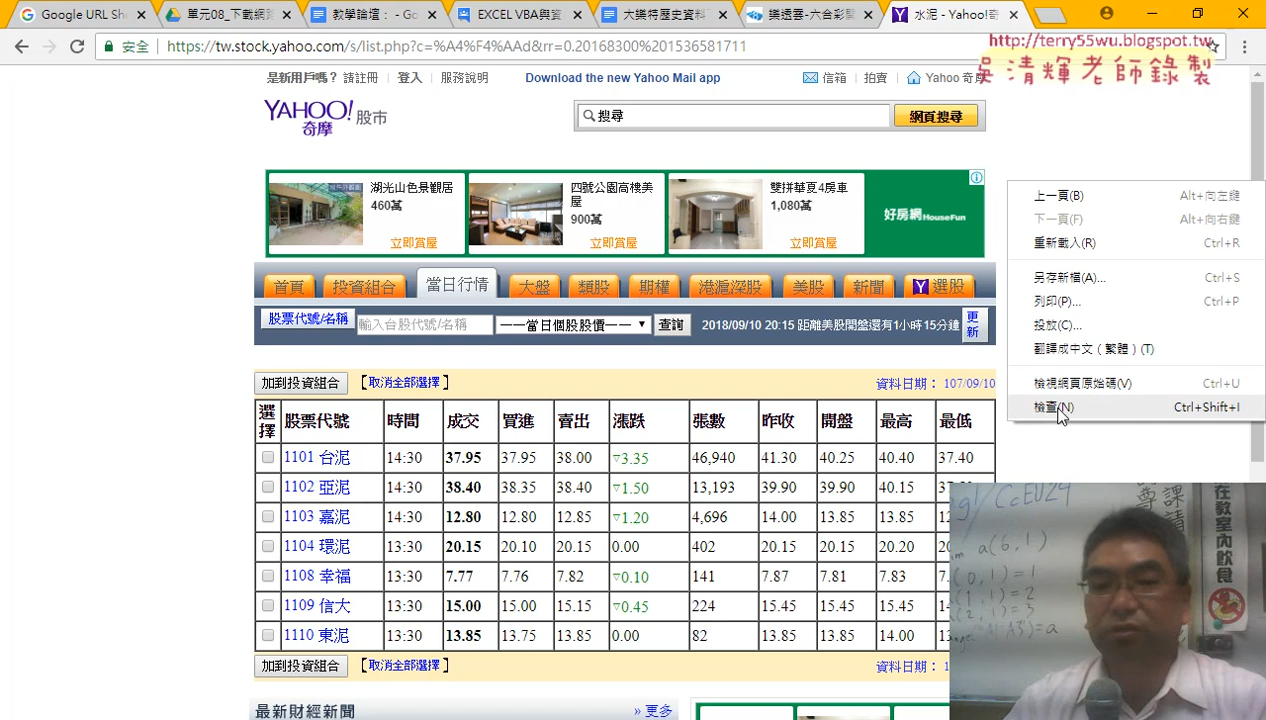 Google URL Sh
單元08_下載網頁
教學論壇： - Go
EXCEL VBA與資
大樂特歷史資料下
樂透雲-六合彩開
水泥 - Yahoo!奇
安全
https://tw.stock.yahoo.com/s/list.php?c=%A4%F4%AAd&rr=0.20168300%201536581711
http://terry55wu.blogspot.tw
吳清輝老師錄製
是新用戶嗎？ 請註冊 登入 服務說明 Download the new Yahoo Mail app 信箱 拍賣 Yahoo 奇摩
YAHOO! 奇摩 股市
搜尋 網頁搜尋
湖光山色景觀居
460萬
立即賞屋
四號公園高樓美屋
900萬
立即賞屋
雙拼華夏4房車
1,080萬
立即賞屋
好房網HouseFun
首頁 投資組合 當日行情 大盤 類股 期權 港滬深股 美股 新聞 Y 選股
股票代號/名稱 輸入台股代號/名稱 ——當日個股股價—— 查詢 2018/09/10 20:15 距離美股開盤還有1小時15分鐘 更新
加到投資組合 【取消全部選擇】 資料日期： 107/09/10
選擇 股票代號 時間 成交 買進 賣出 漲跌 張數 昨收 開盤 最高 最低
1101 台泥 14:30 37.95 37.95 38.00 ▽3.35 46,940 41.30 40.25 40.40 37.40
1102 亞泥 14:30 38.40 38.35 38.40 ▽1.50 13,193 39.90 39.90 40.15
1103 嘉泥 14:30 12.80 12.80 12.85 ▽1.20 4,696 14.00 13.85 13.85
1104 環泥 13:30 20.15 20.10 20.15 0.00 402 20.15 20.15 20.20
1108 幸福 13:30 7.77 7.76 7.82 ▽0.10 141 7.87 7.81 7.83
1109 信大 13:30 15.00 15.00 15.15 ▽0.45 224 15.45 15.45 15.45
1110 東泥 13:30 13.85 13.75 13.85 0.00 82 13.85 13.85 14.00
加到投資組合 【取消全部選擇】 資料日期：
最新財經新聞 » 更多
上一頁(B) Alt+向左鍵
下一頁(F) Alt+向右鍵
重新載入(R) Ctrl+R
另存新檔(A)... Ctrl+S
列印(P)... Ctrl+P
投放(C)...
翻譯成中文（繁體）(T)
檢視網頁原始碼(V) Ctrl+U
檢查(N) Ctrl+Shift+I
在教室內飲食